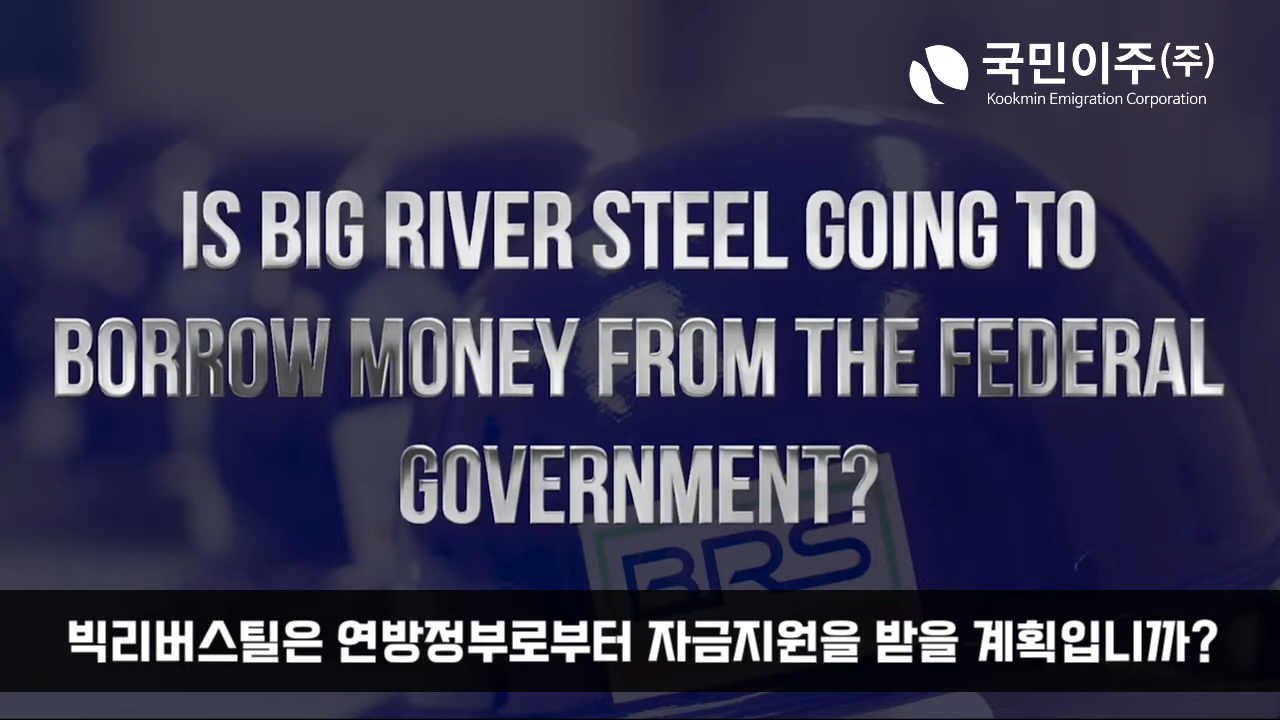 국민이주(주)
Kookmin Emigration Corporation
IS BIG RIVER STEEL GOING TO
BORROW MONEY FROM THE FEDERAL
GOVERNMENT?
BRS
빅리버스틸은 연방정부로부터 자금지원을 받을 계획입니까?